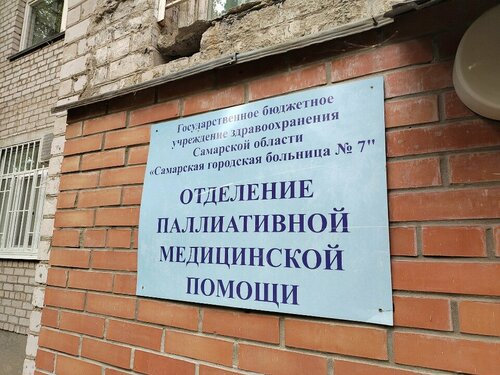 Государственное бюджетное
учреждение здравоохранения
Самарской области
«Самарская городская больница № 7"
ОТДЕЛЕНИЕ
ПАЛЛИАТИВНОЙ
МЕДИЦИНСКОЙ
ПОМОЩИ